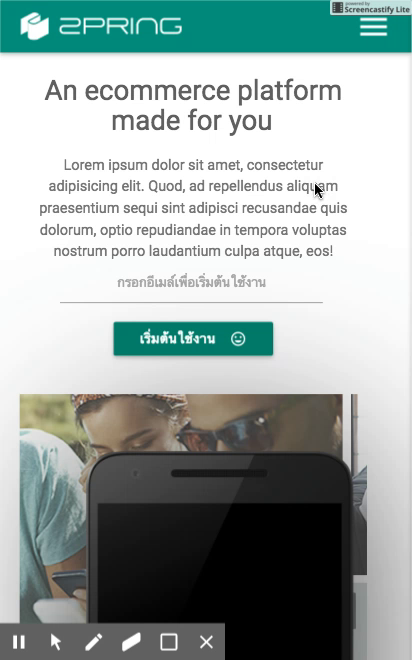 powered by
Screencastify Lite
2PRING
An ecommerce platform
made for you
Lorem ipsum dolor sit amet, consectetur
adipisicing elit. Quod, ad repellendus aliquam
praesentium sequi sint adipisci recusandae quis
dolorum, optio repudiandae in tempora voluptas
nostrum porro laudantium culpa atque, eos!
กรอกอีเมล์เพื่อเริ่มต้นใช้งาน
เริ่มต้นใช้งาน